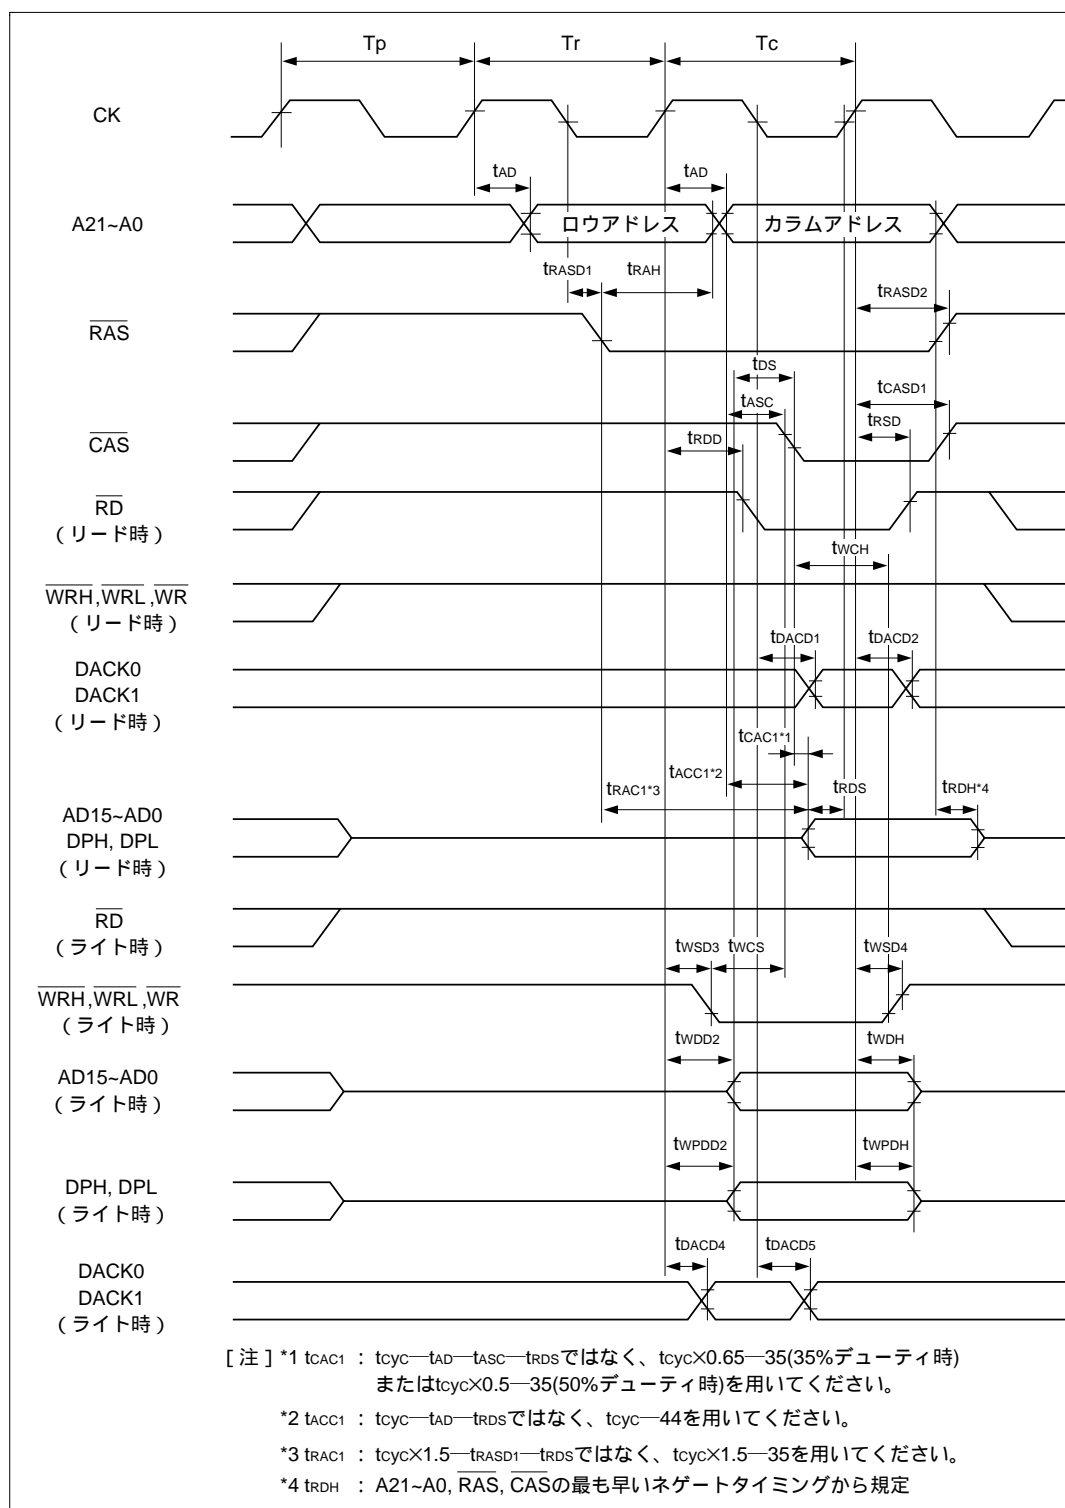 Tp Tr Tc
CK
tAD tAD
A21~A0 ロウアドレス カラムアドレス
tRASD1 tRAH tRASD2
RAS
tDS
tASC tCASD1
CAS tRDD tRSD
RD
(リード時)
tWCH
WRH,WRL,WR
(リード時)
tDACD1 tDACD2
DACK0
DACK1
(リード時)
tCAC1*1
tACC1*2
tRAC1*3 tRDS tRDH*4
AD15~AD0
DPH, DPL
(リード時)
RD
(ライト時)
tWSD3 tWCS tWSD4
WRH,WRL,WR
(ライト時)
tWDD2 tWDH
AD15~AD0
(ライト時)
tWPDD2 tWPDH
DPH, DPL
(ライト時)
tDACD4 tDACD5
DACK0
DACK1
(ライト時)
[注] *1 tCAC1 : tcyc—tAD—tASC—tRDSではなく、tcyc×0.65—35(35%デューティ時)
またはtcyc×0.5—35(50%デューティ時)を用いてください。
*2 tACC1 : tcyc—tAD—tRDSではなく、tcyc—44を用いてください。
*3 tRAC1 : tcyc×1.5—tRASD1—tRDSではなく、tcyc×1.5—35を用いてください。
*4 tRDH : A21~A0, RAS, CASの最も早いネゲートタイミングから規定